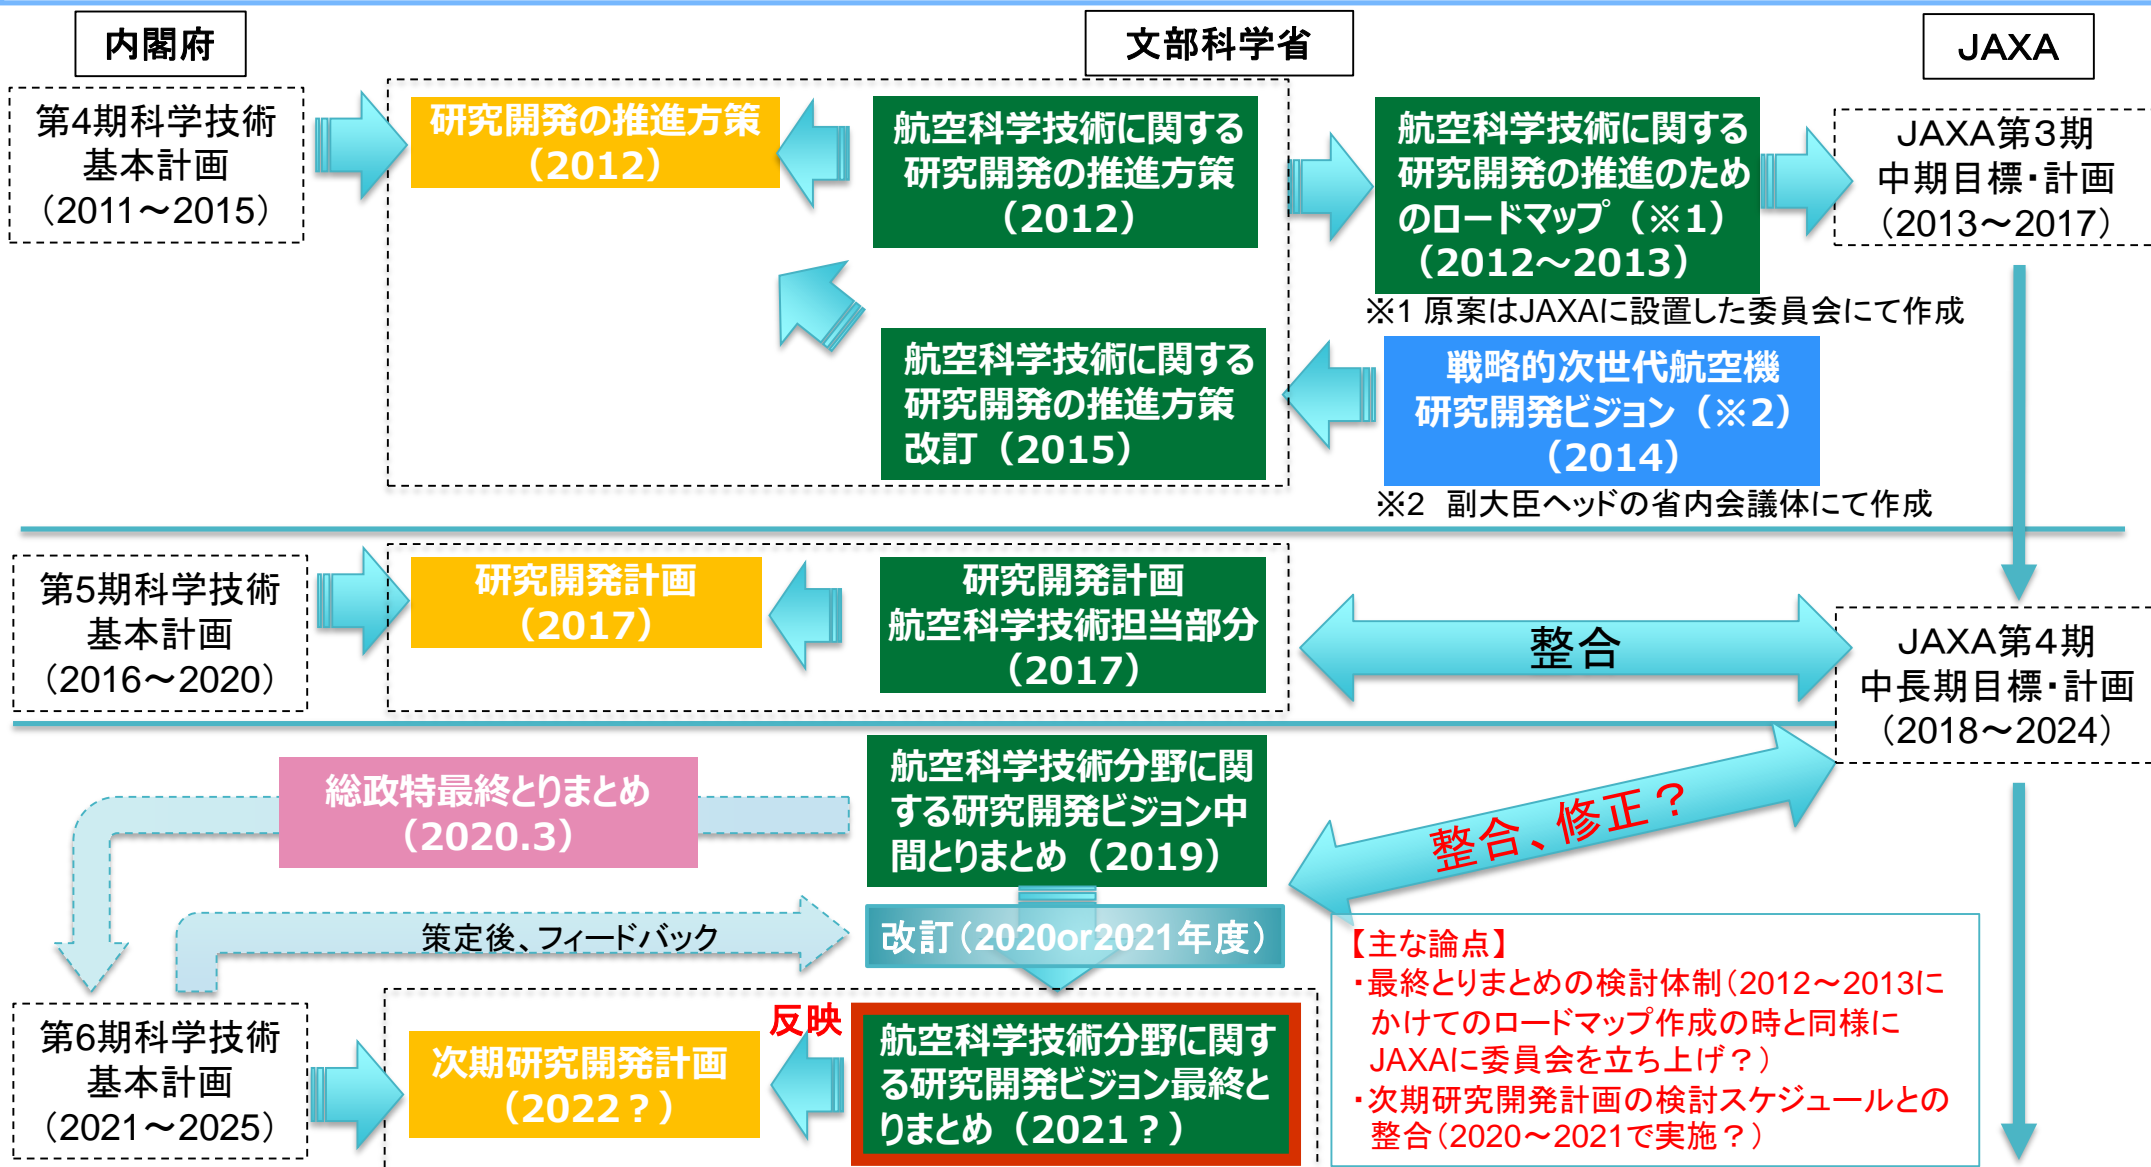 内閣府
文部科学省
JAXA
第4期科学技術
基本計画
（2011～2015）
研究開発の推進方策
（2012）
航空科学技術に関する
研究開発の推進方策
（2012）
航空科学技術に関する
研究開発の推進のため
のロードマップ（※1）
（2012～2013）
JAXA第3期
中期目標・計画
（2013～2017）
※1 原案はJAXAに設置した委員会にて作成
航空科学技術に関する
研究開発の推進方策
改訂（2015）
戦略的次世代航空機
研究開発ビジョン（※2）
（2014）
※2　副大臣ヘッドの省内会議体にて作成
第5期科学技術
基本計画
（2016～2020）
研究開発計画
（2017）
研究開発計画
航空科学技術担当部分
（2017）
整合
JAXA第4期
中長期目標・計画
（2018～2024）
総政特最終とりまとめ
（2020.3）
航空科学技術分野に関
する研究開発ビジョン中
間とりまとめ（2019）
整合、修正？
策定後、フィードバック
改訂（2020or2021年度）
第6期科学技術
基本計画
（2021～2025）
次期研究開発計画
（2022？）
反映
航空科学技術分野に関す
る研究開発ビジョン最終と
りまとめ（2021？）
【主な論点】
・最終とりまとめの検討体制（2012～2013に
かけてのロードマップ作成の時と同様に
JAXAに委員会を立ち上げ？）
・次期研究開発計画の検討スケジュールとの
整合（2020～2021で実施？）